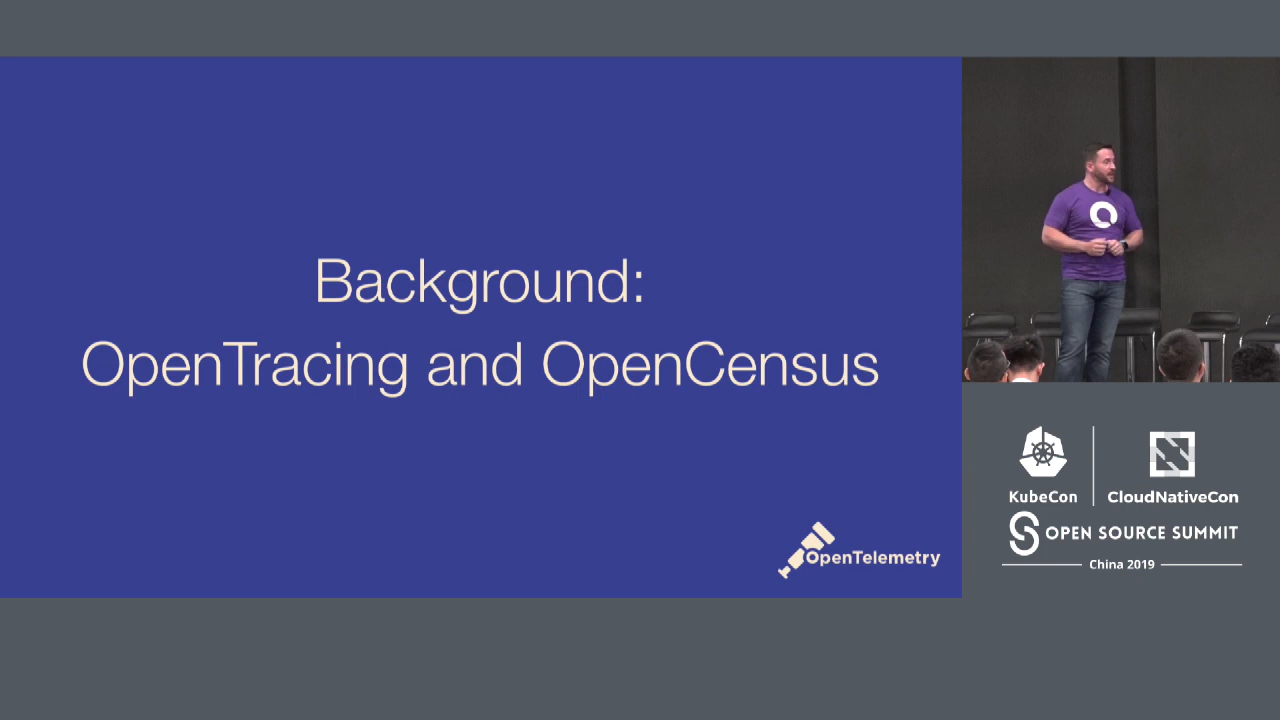 Background:
OpenTracing and OpenCensus
OpenTelemetry
KubeCon
CloudNativeCon
OPEN SOURCE SUMMIT
China 2019